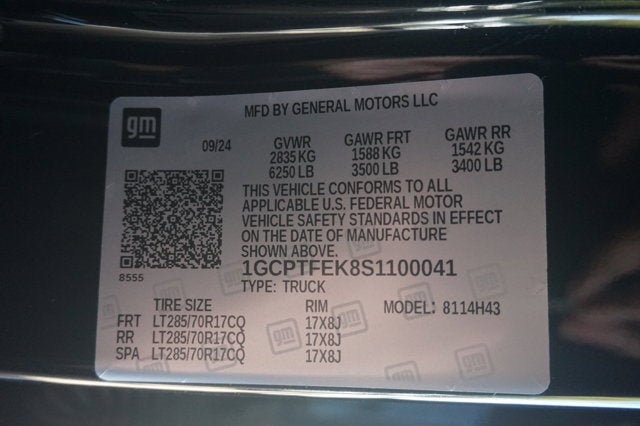 MFD BY GENERAL MOTORS LLC
gm
09/24 GVWR GAWR FRT GAWR RR
2835 KG 1588 KG 1542 KG
6250 LB 3500 LB 3400 LB
THIS VEHICLE CONFORMS TO ALL
APPLICABLE U.S. FEDERAL MOTOR
VEHICLE SAFETY STANDARDS IN EFFECT
ON THE DATE OF MANUFACTURE
SHOWN ABOVE.
8555
1GCPTFEK8S1100041
TYPE: TRUCK
TIRE SIZE RIM MODEL: 8114H43
FRT LT285/70R17CQ 17X8J
RR LT285/70R17CQ 17X8J
SPA LT285/70R17CQ 17X8J